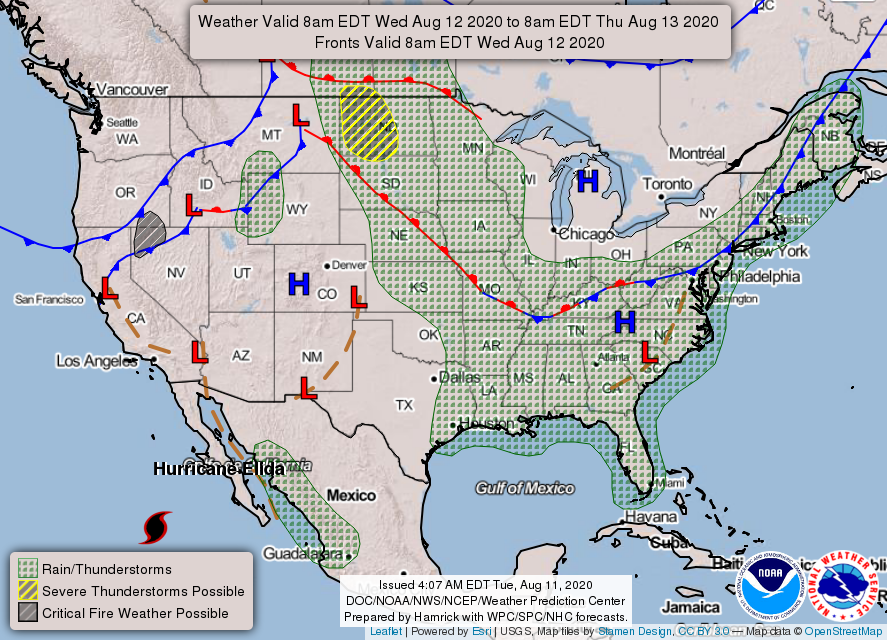 Weather Valid 8am EDT Wed Aug 12 2020 to 8am EDT Thu Aug 13 2020
Fronts Valid 8am EDT Wed Aug 12 2020
QC
L
Vancouver
Seattle
WA
MT
L
ND
MN
NB
Montréal
PE
NS
OR
ID
L
WY
SD
WI
H
Toronto
NY
NH
Boston
NE
IA
Chicago
IL
IN
OH
PA
New York
Philadelphia
Washington
San Francisco
L
NV
UT
H
CO
Denver
L
KS
MO
KY
VA
H
CA
Los Angeles
L
AZ
NM
L
OK
AR
TN
NC
L
SC
Atlanta
GA
Dallas
TX
LA
MS
AL
Houston
FL
Miami
Hurricane Elida
Mexico
Gulf of Mexico
Havana
Cuba
Guadalajara
Haiti
Jamaica
Rain/Thunderstorms
Severe Thunderstorms Possible
Critical Fire Weather Possible
Issued 4:07 AM EDT Tue, Aug 11, 2020
DOC/NOAA/NWS/NCEP/Weather Prediction Center
Prepared by Hamrick with WPC/SPC/NHC forecasts.
NOAA
NATIONAL WEATHER SERVICE
Leaflet | Powered by Esri | USGS, Map tiles by Stamen Design, CC BY 3.0 — Map data © OpenStreetMap